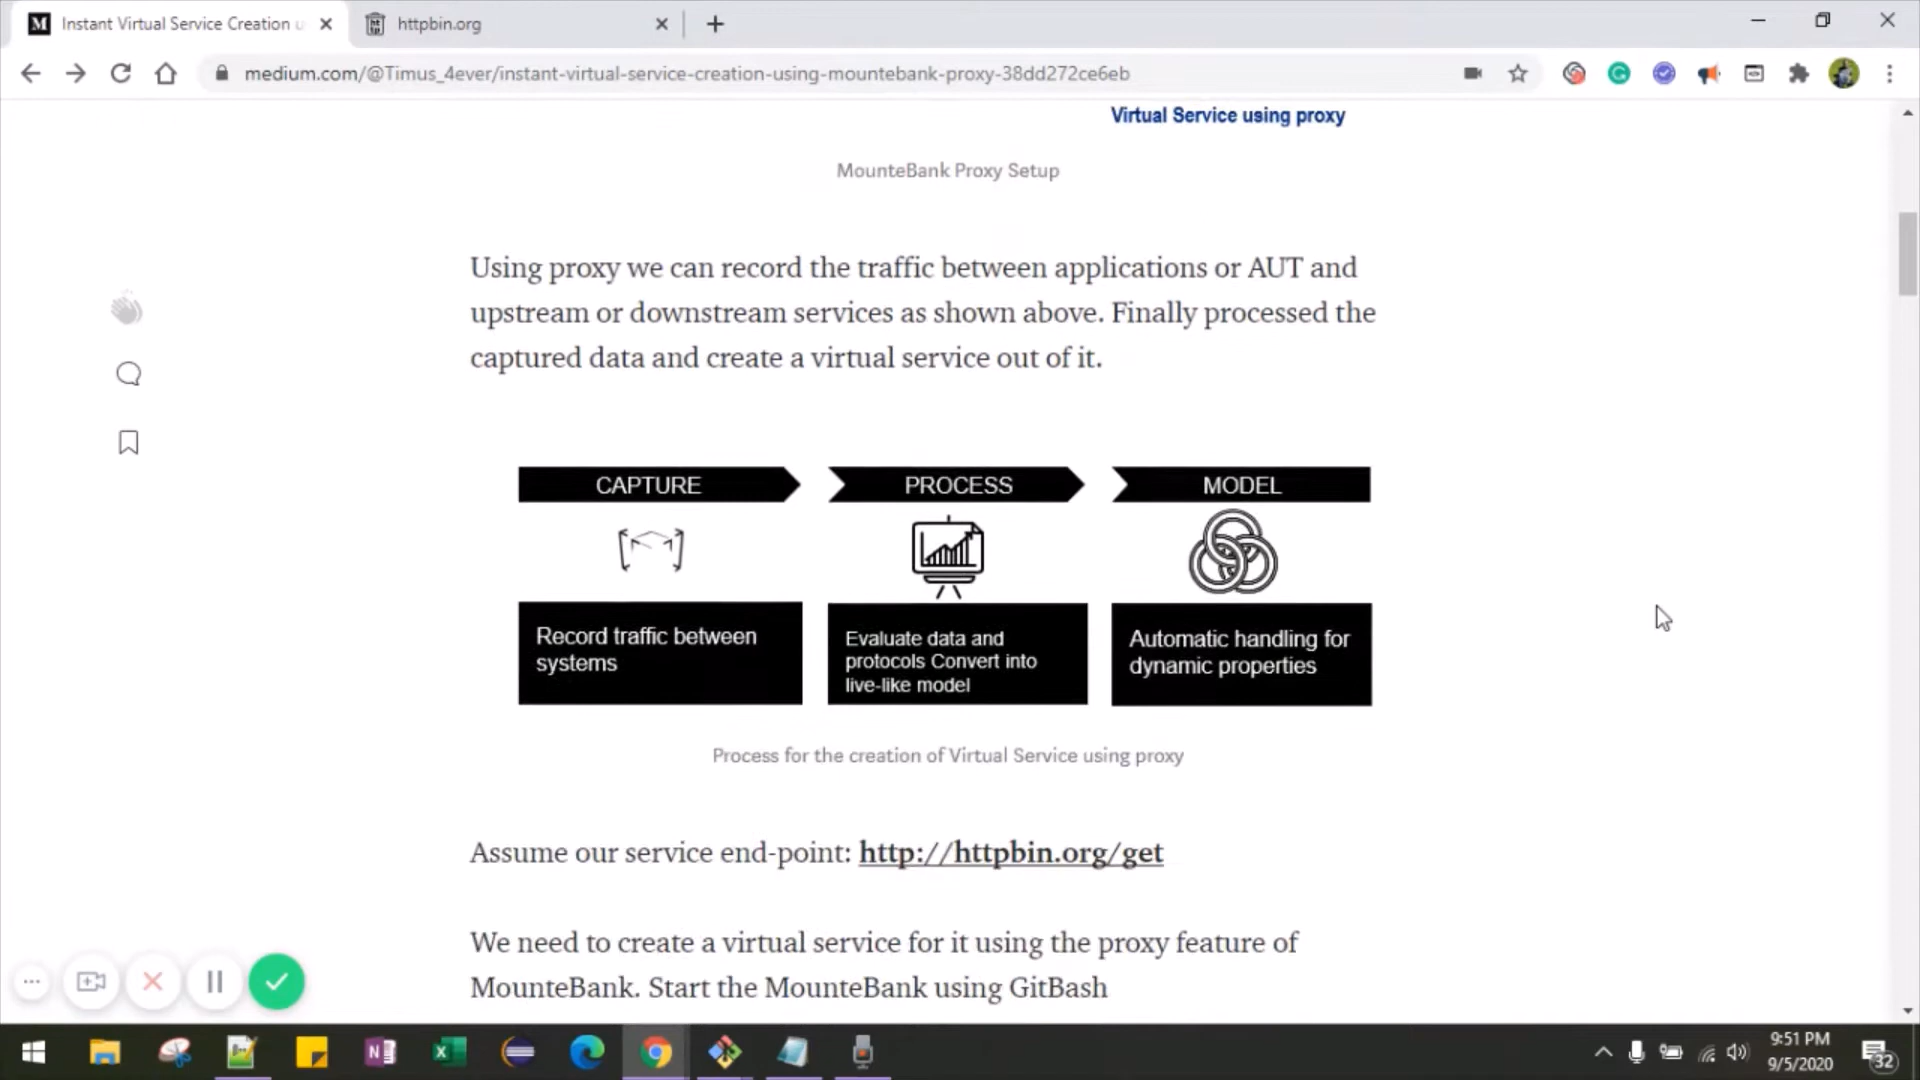 Instant Virtual Service Creation u
httpbin.org
medium.com/@Timus_4ever/instant-virtual-service-creation-using-mountebank-proxy-38dd272ce6eb
Virtual Service using proxy
MounteBank Proxy Setup
Using proxy we can record the traffic between applications or AUT and
upstream or downstream services as shown above. Finally processed the
captured data and create a virtual service out of it.
CAPTURE
PROCESS
MODEL
Record traffic between
systems
Evaluate data and
protocols Convert into
live-like model
Automatic handling for
dynamic properties
Process for the creation of Virtual Service using proxy
Assume our service end-point: http://httpbin.org/get
We need to create a virtual service for it using the proxy feature of
MounteBank. Start the MounteBank using GitBash
9:51 PM
9/5/2020
32